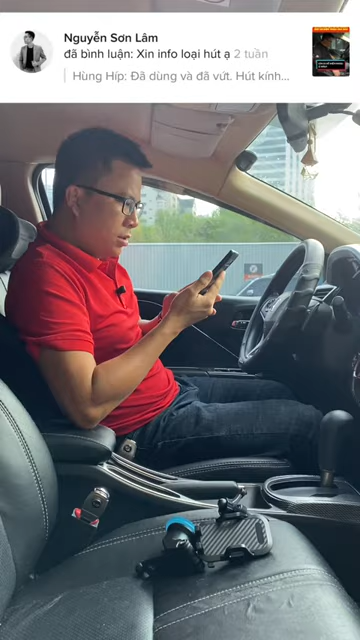 Nguyễn Sơn Lâm
đã bình luận: Xin info loại hút ạ 2 tuần
Hùng Híp: Đã dùng và đã vứt. Hút kính...